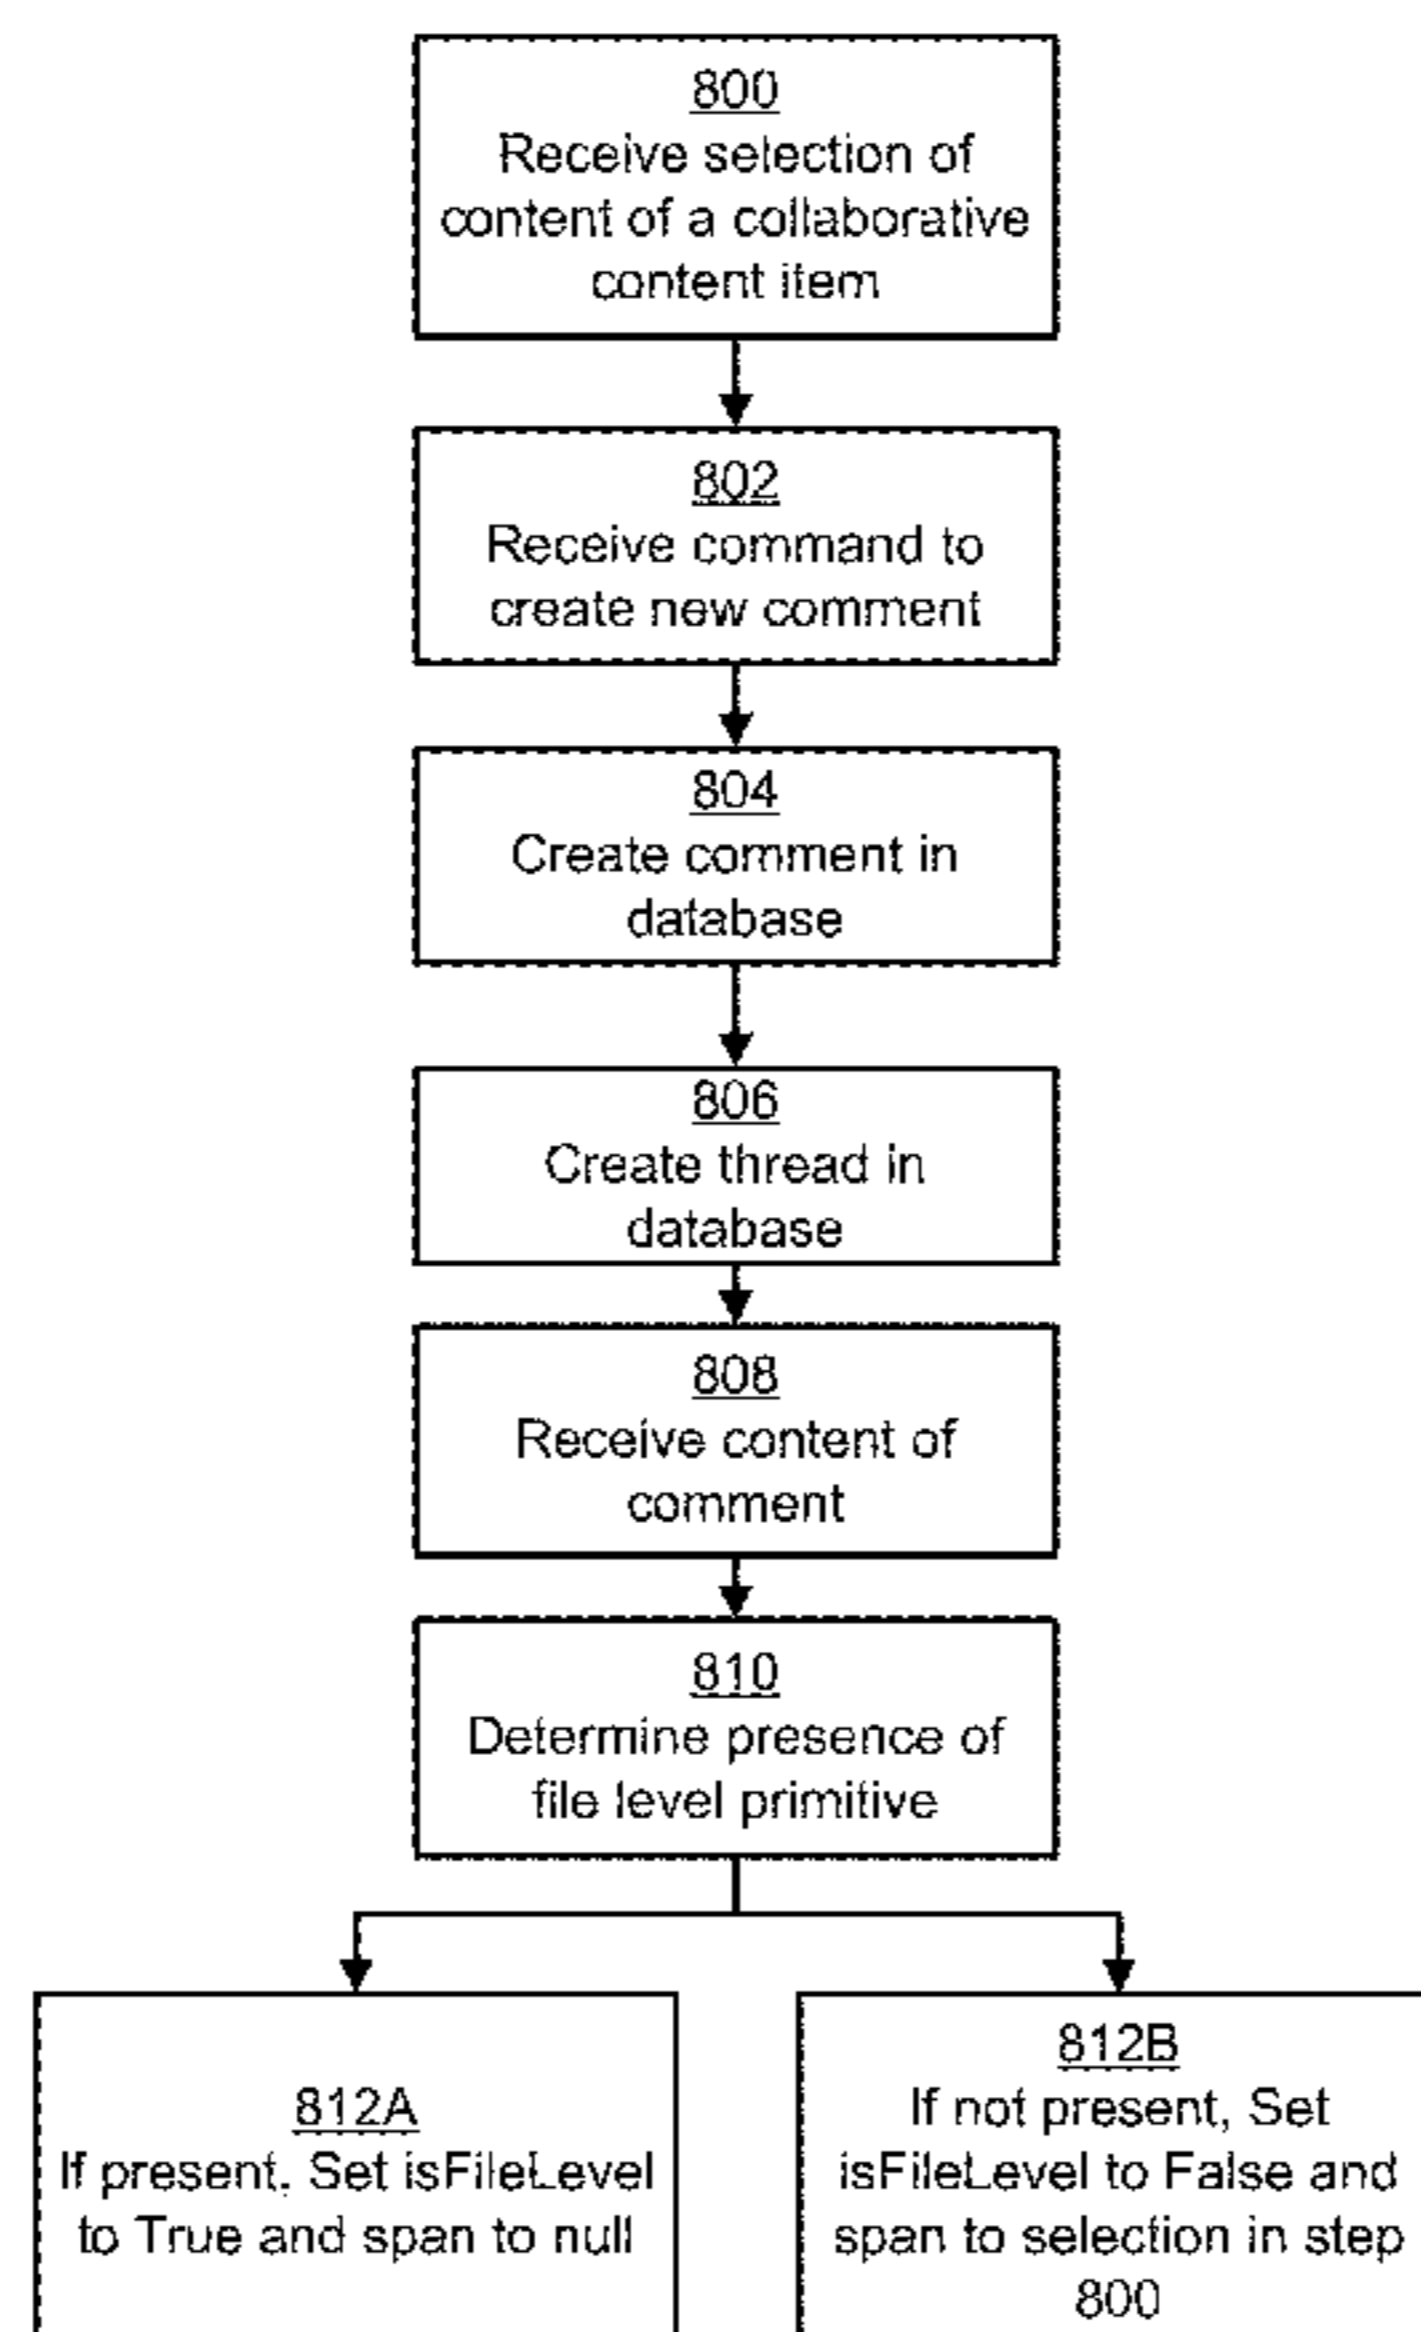 800
Receive selection of
content of a collaborative
content item
802
Receive command to
create new comment
804
Create comment in
database
806
Create thread in
database
808
Receive content of
comment
810
Determine presence of
file level primitive
812A
If present, Set isFileLevel
to True and span to null
812B
If not present, Set
isFileLevel to False and
span to selection in step
800